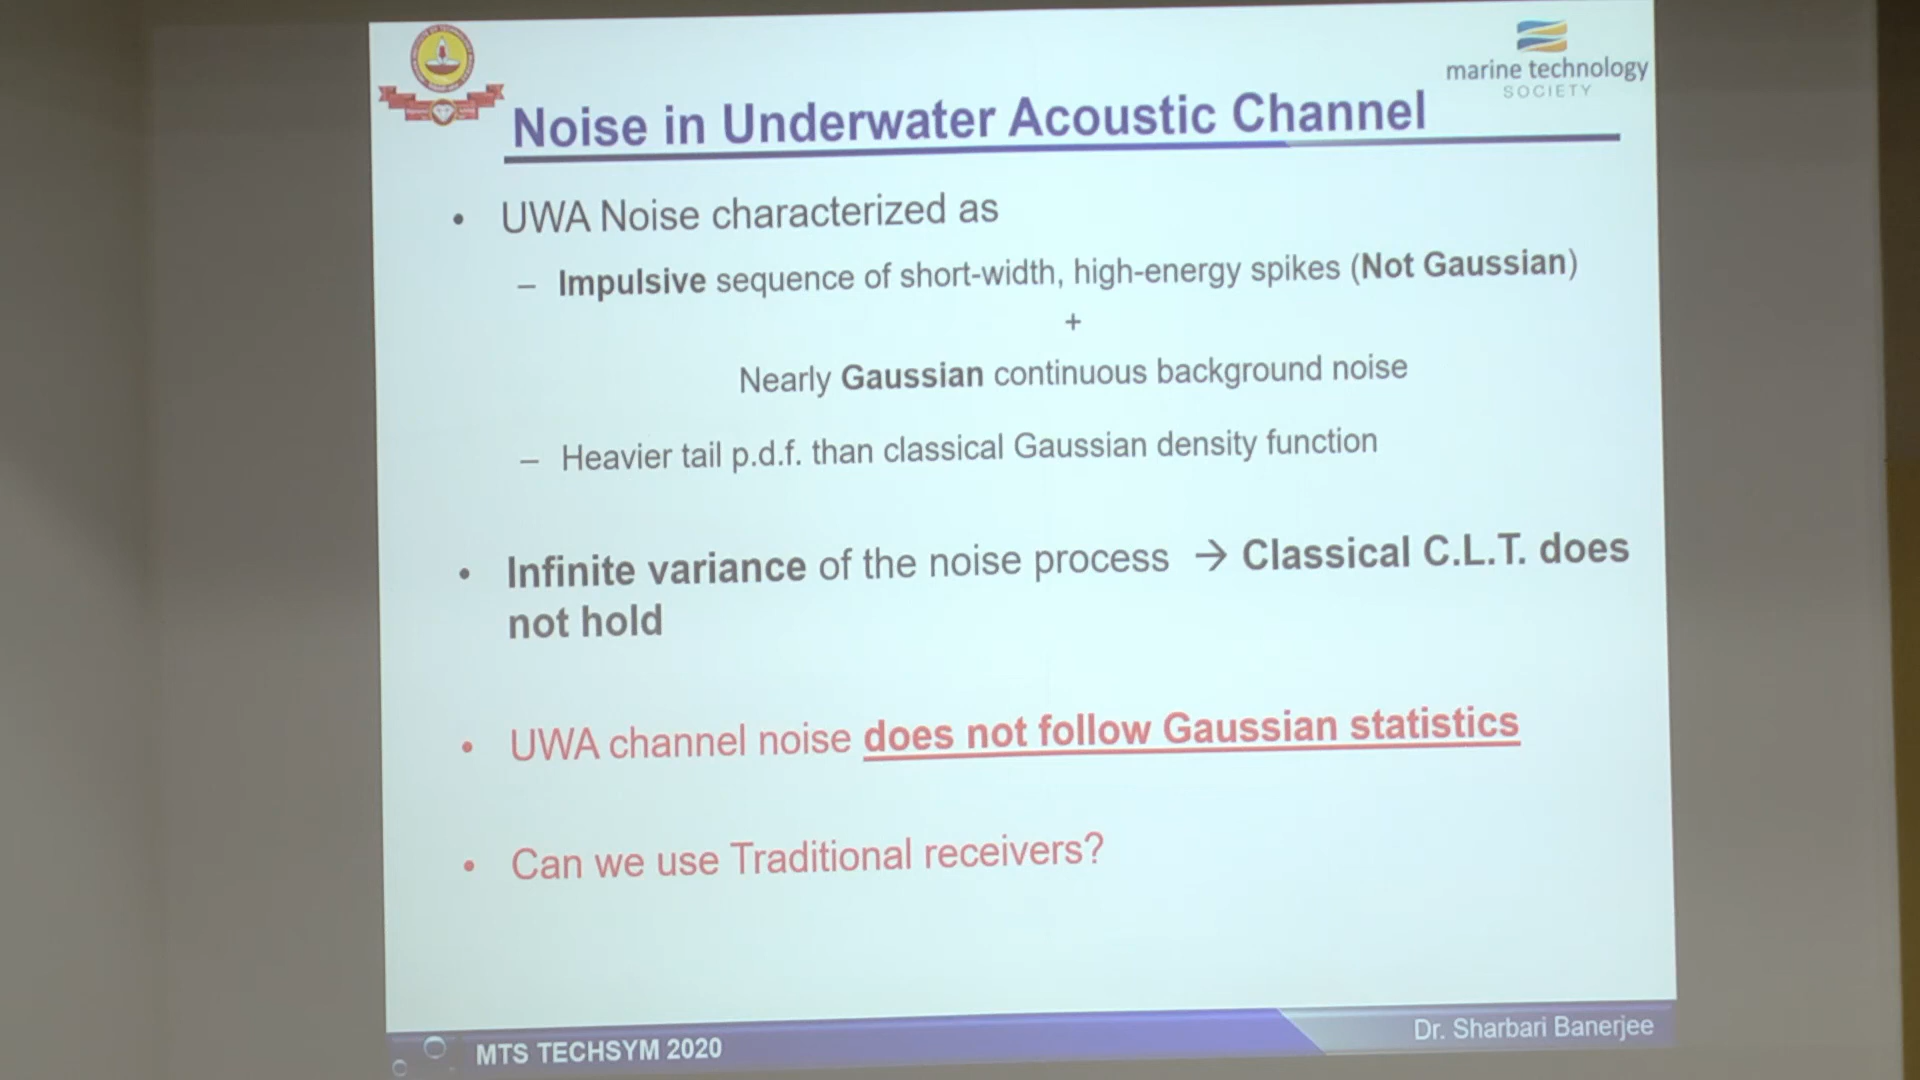 marine technology
SOCIETY
Noise in Underwater Acoustic Channel
• UWA Noise characterized as
– Impulsive sequence of short-width, high-energy spikes (Not Gaussian)
+
Nearly Gaussian continuous background noise
– Heavier tail p.d.f. than classical Gaussian density function
• Infinite variance of the noise process → Classical C.L.T. does
not hold
• UWA channel noise does not follow Gaussian statistics
• Can we use Traditional receivers?
MTS TECHSYM 2020
Dr. Sharbari Banerjee